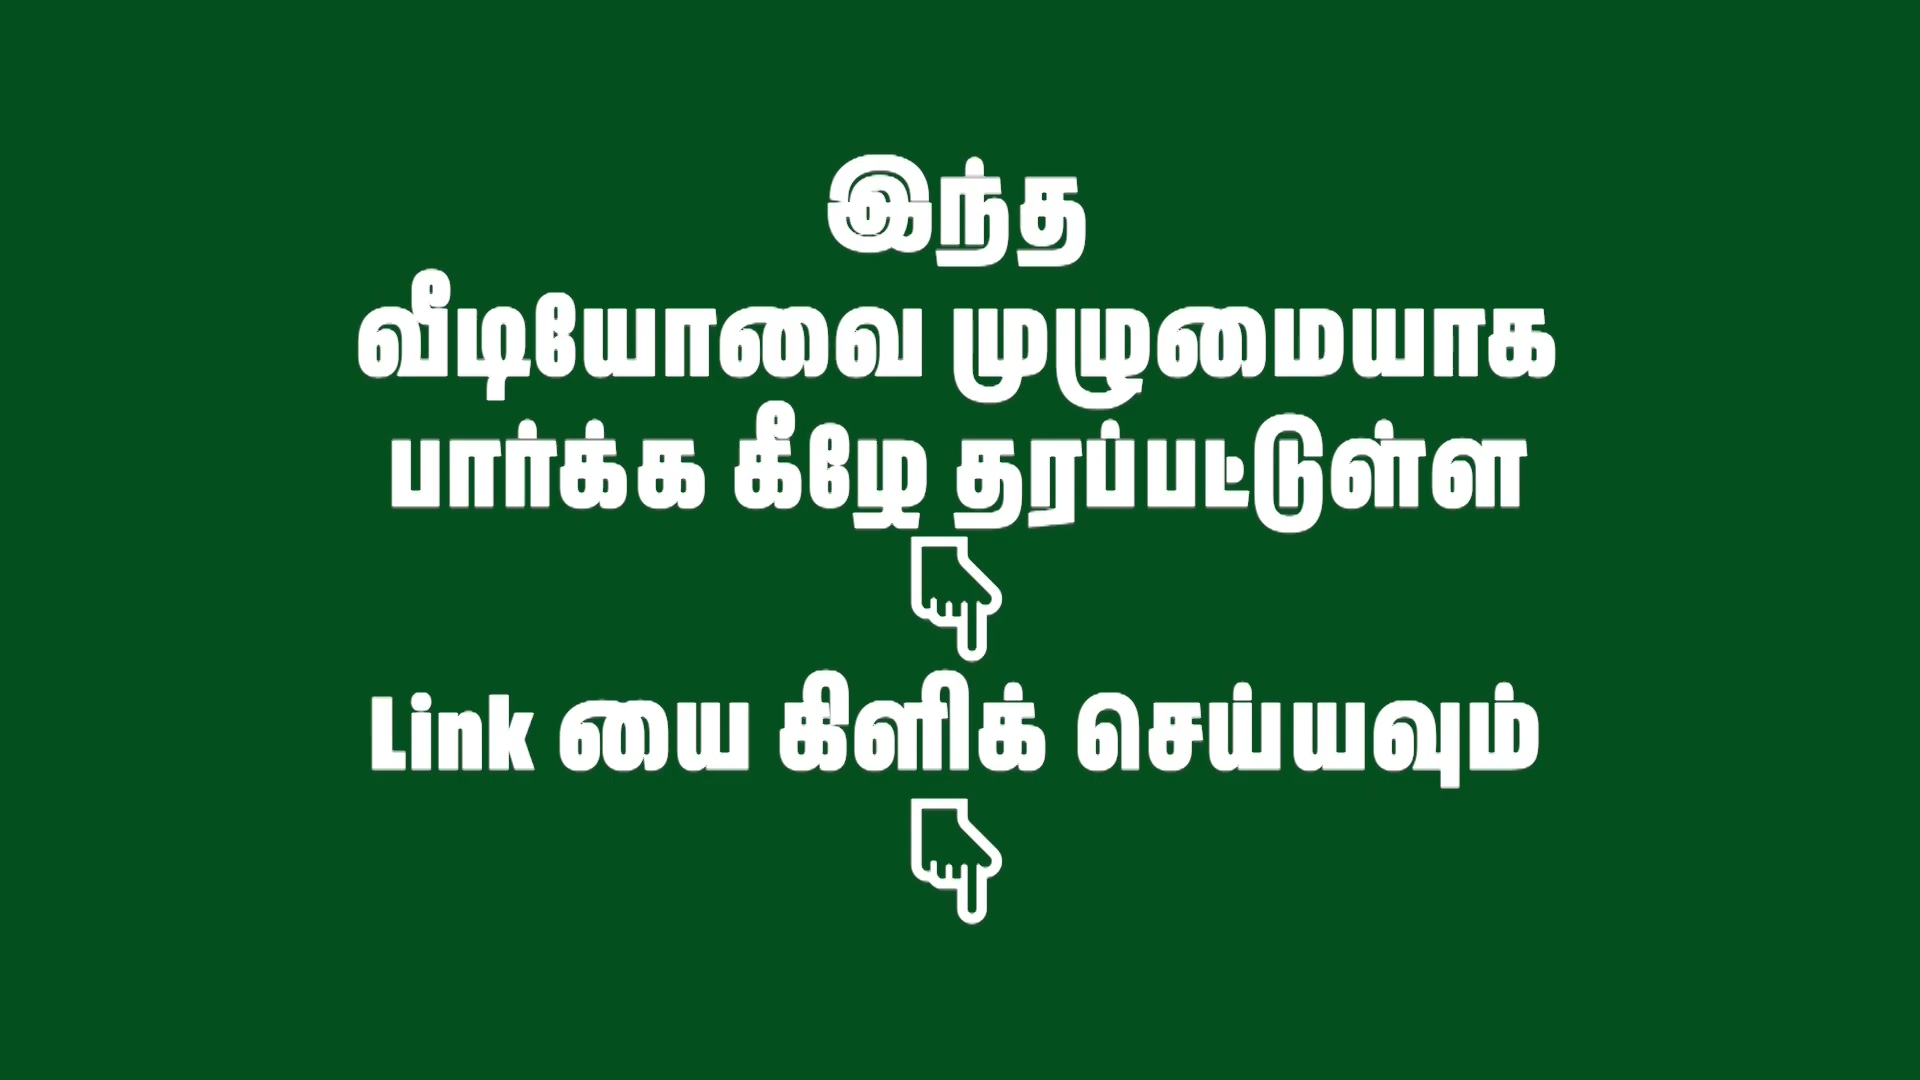 இந்த
வீடியோவை முழுமையாக
பார்க்க கீழே தரப்பட்டுள்ள
Link யை கிளிக் செய்யவும்